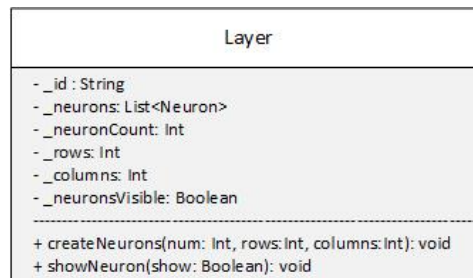 Layer
- _id : String
- _neurons: List<Neuron>
- _neuronCount: Int
- _rows: Int
- _columns: Int
- _neuronsVisible: Boolean
+ createNeurons(num: Int, rows:Int, columns:Int): void
+ showNeuron(show: Boolean): void